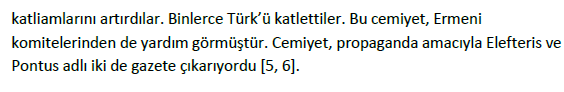 katliamlarını artırdılar. Binlerce Türk’ü katlettiler. Bu cemiyet, Ermeni
komitelerinden de yardım görmüştür. Cemiyet, propaganda amacıyla Elefteris ve
Pontus adlı iki de gazete çıkarıyordu [5, 6].